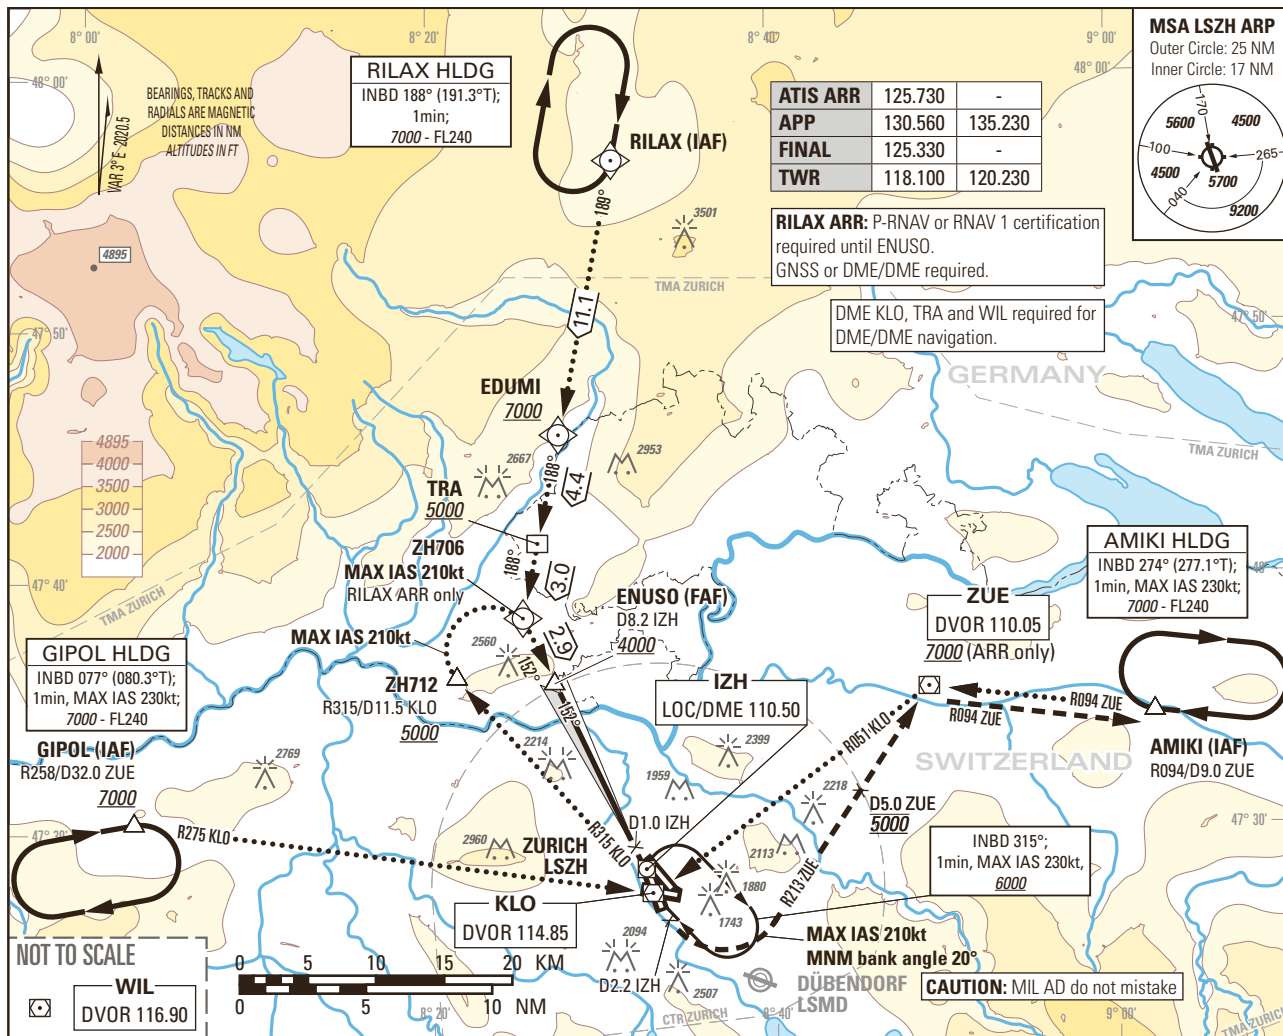 8° 00'
8° 20'
8° 40'
9° 00'
48° 00'
48° 00'
BEARINGS, TRACKS AND
RADIALS ARE MAGNETIC
DISTANCES IN NM
ALTITUDES IN FT
VAR 3° E 2020.5
RILAX HLDG
INBD 188° (191.3°T);
1min;
7000 - FL240
RILAX (IAF)
ATIS ARR 125.730 -
APP 130.560 135.230
FINAL 125.330 -
TWR 118.100 120.230
MSA LSZH ARP
Outer Circle: 25 NM
Inner Circle: 17 NM
170
5600
4500
100
265
4500
5700
040
9200
RILAX ARR: P-RNAV or RNAV 1 certification
required until ENUSO.
GNSS or DME/DME required.
DME KLO, TRA and WIL required for
DME/DME navigation.
189°
3501
4895
TMA ZURICH
11.1
47° 50'
47° 50'
GERMANY
EDUMI
7000
4895
4000
3500
3000
2500
2000
2667
2953
188°
4.4
TMA ZURICH
TRA
5000
ZH706
MAX IAS 210kt
RILAX ARR only
188°
3.0
47° 40'
TMA ZURICH
ENUSO (FAF)
D8.2 IZH
4000
ZUE
DVOR 110.05
7000 (ARR only)
AMIKI HLDG
INBD 274° (277.1°T);
1min, MAX IAS 230kt;
7000 - FL240
MAX IAS 210kt
2560
2.9
152°
152°
GIPOL HLDG
INBD 077° (080.3°T);
1min, MAX IAS 230kt;
7000 - FL240
ZH712
R315/D11.5 KLO
5000
IZH
LOC/DME 110.50
R094 ZUE
R094 ZUE
R051 KLO
SWITZERLAND
AMIKI (IAF)
R094/D9.0 ZUE
GIPOL (IAF)
R258/D32.0 ZUE
7000
2769
2214
2399
1959
2218
D5.0 ZUE
5000
47° 30'
47° 30'
R275 KLO
R315 KLO
D1.0 IZH
2960
ZURICH
LSZH
2113
R213 ZUE
INBD 315°;
1min, MAX IAS 230kt,
6000
1880
1743
KLO
DVOR 114.85
MAX IAS 210kt
MNM bank angle 20°
2094
D2.2 IZH
2507
DÜBENDORF
LSMD
CAUTION: MIL AD do not mistake
NOT TO SCALE
WIL
DVOR 116.90
0 5 10 15 20 KM
0 5 10 NM
8° 20'
CTR ZURICH
8° 40'
9° 00'
TMA ZURICH